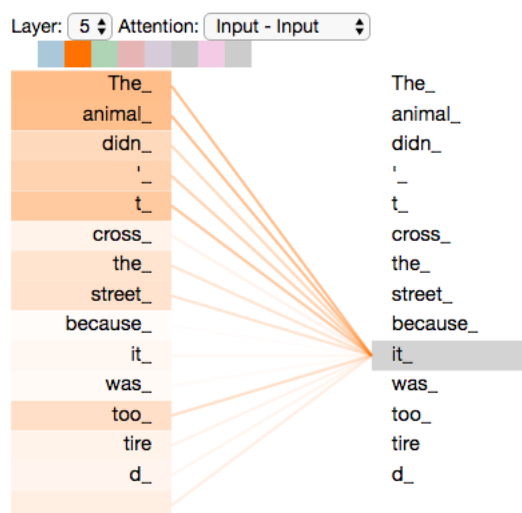 Layer: 5 Attention: Input - Input
The_ The_
animal_ animal_
didn_ didn_
'_ '_
t_ t_
cross_ cross_
the_ the_
street_ street_
because_ because_
it_ it_
was_ was_
too_ too_
tire tire
d_ d_